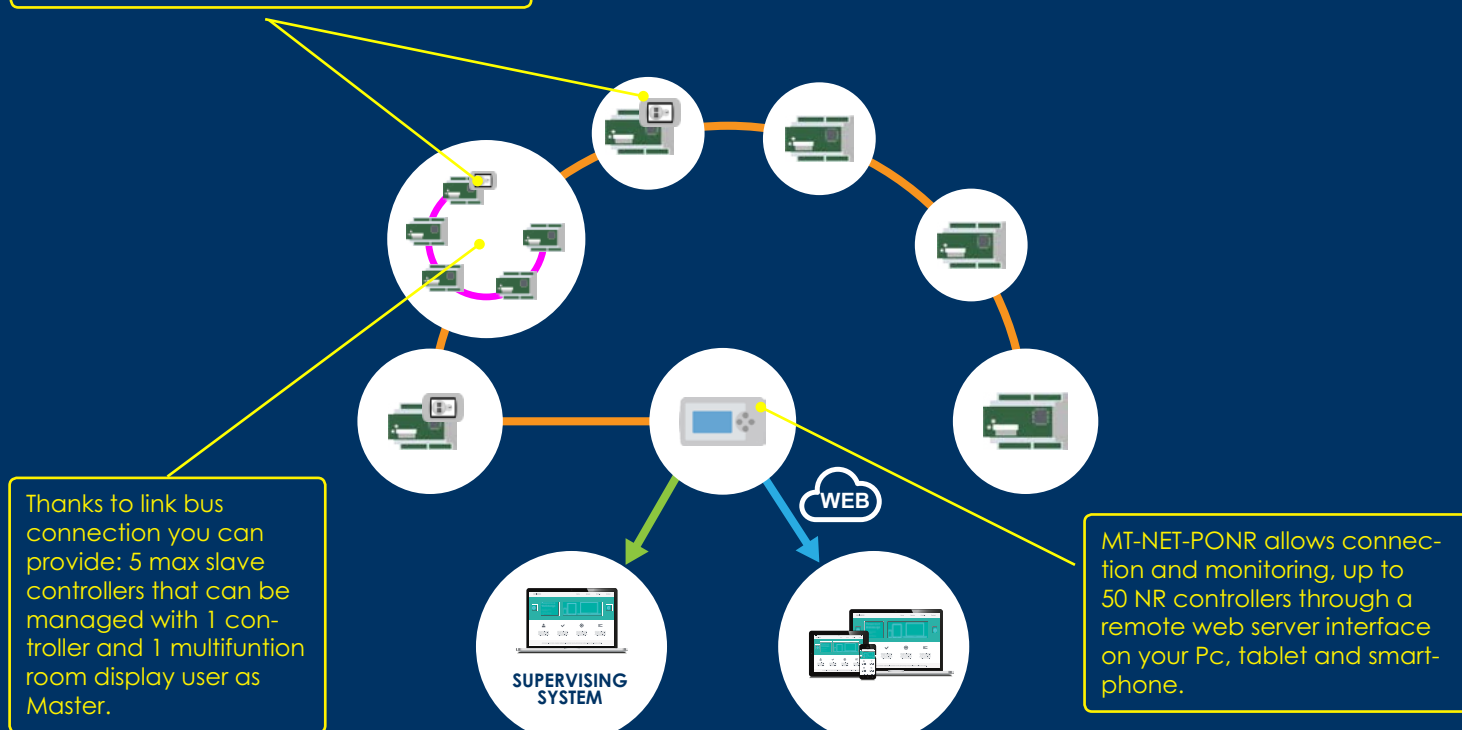 WEB
Thanks to link bus
connection you can
provide: 5 max slave
controllers that can be
managed with 1 con-
troller and 1 multifuntion
room display user as
Master.
MT-NET-PONR allows connec-
tion and monitoring, up to
50 NR controllers through a
remote web server interface
on your Pc, tablet and smart-
phone.
SUPERVISING
SYSTEM